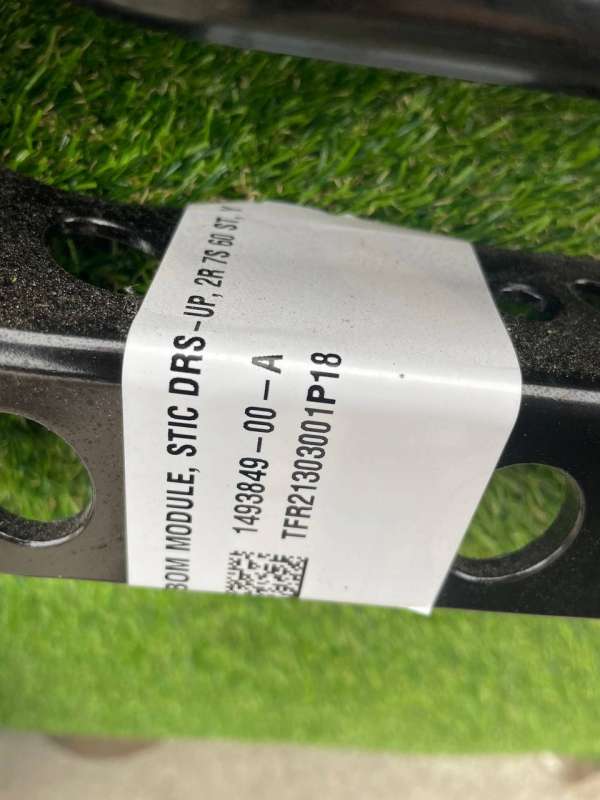 BOM MODULE, STIC DRS-UP, 2R 7S 60 ST, Y
1493849-00-A
TFR21303001P18